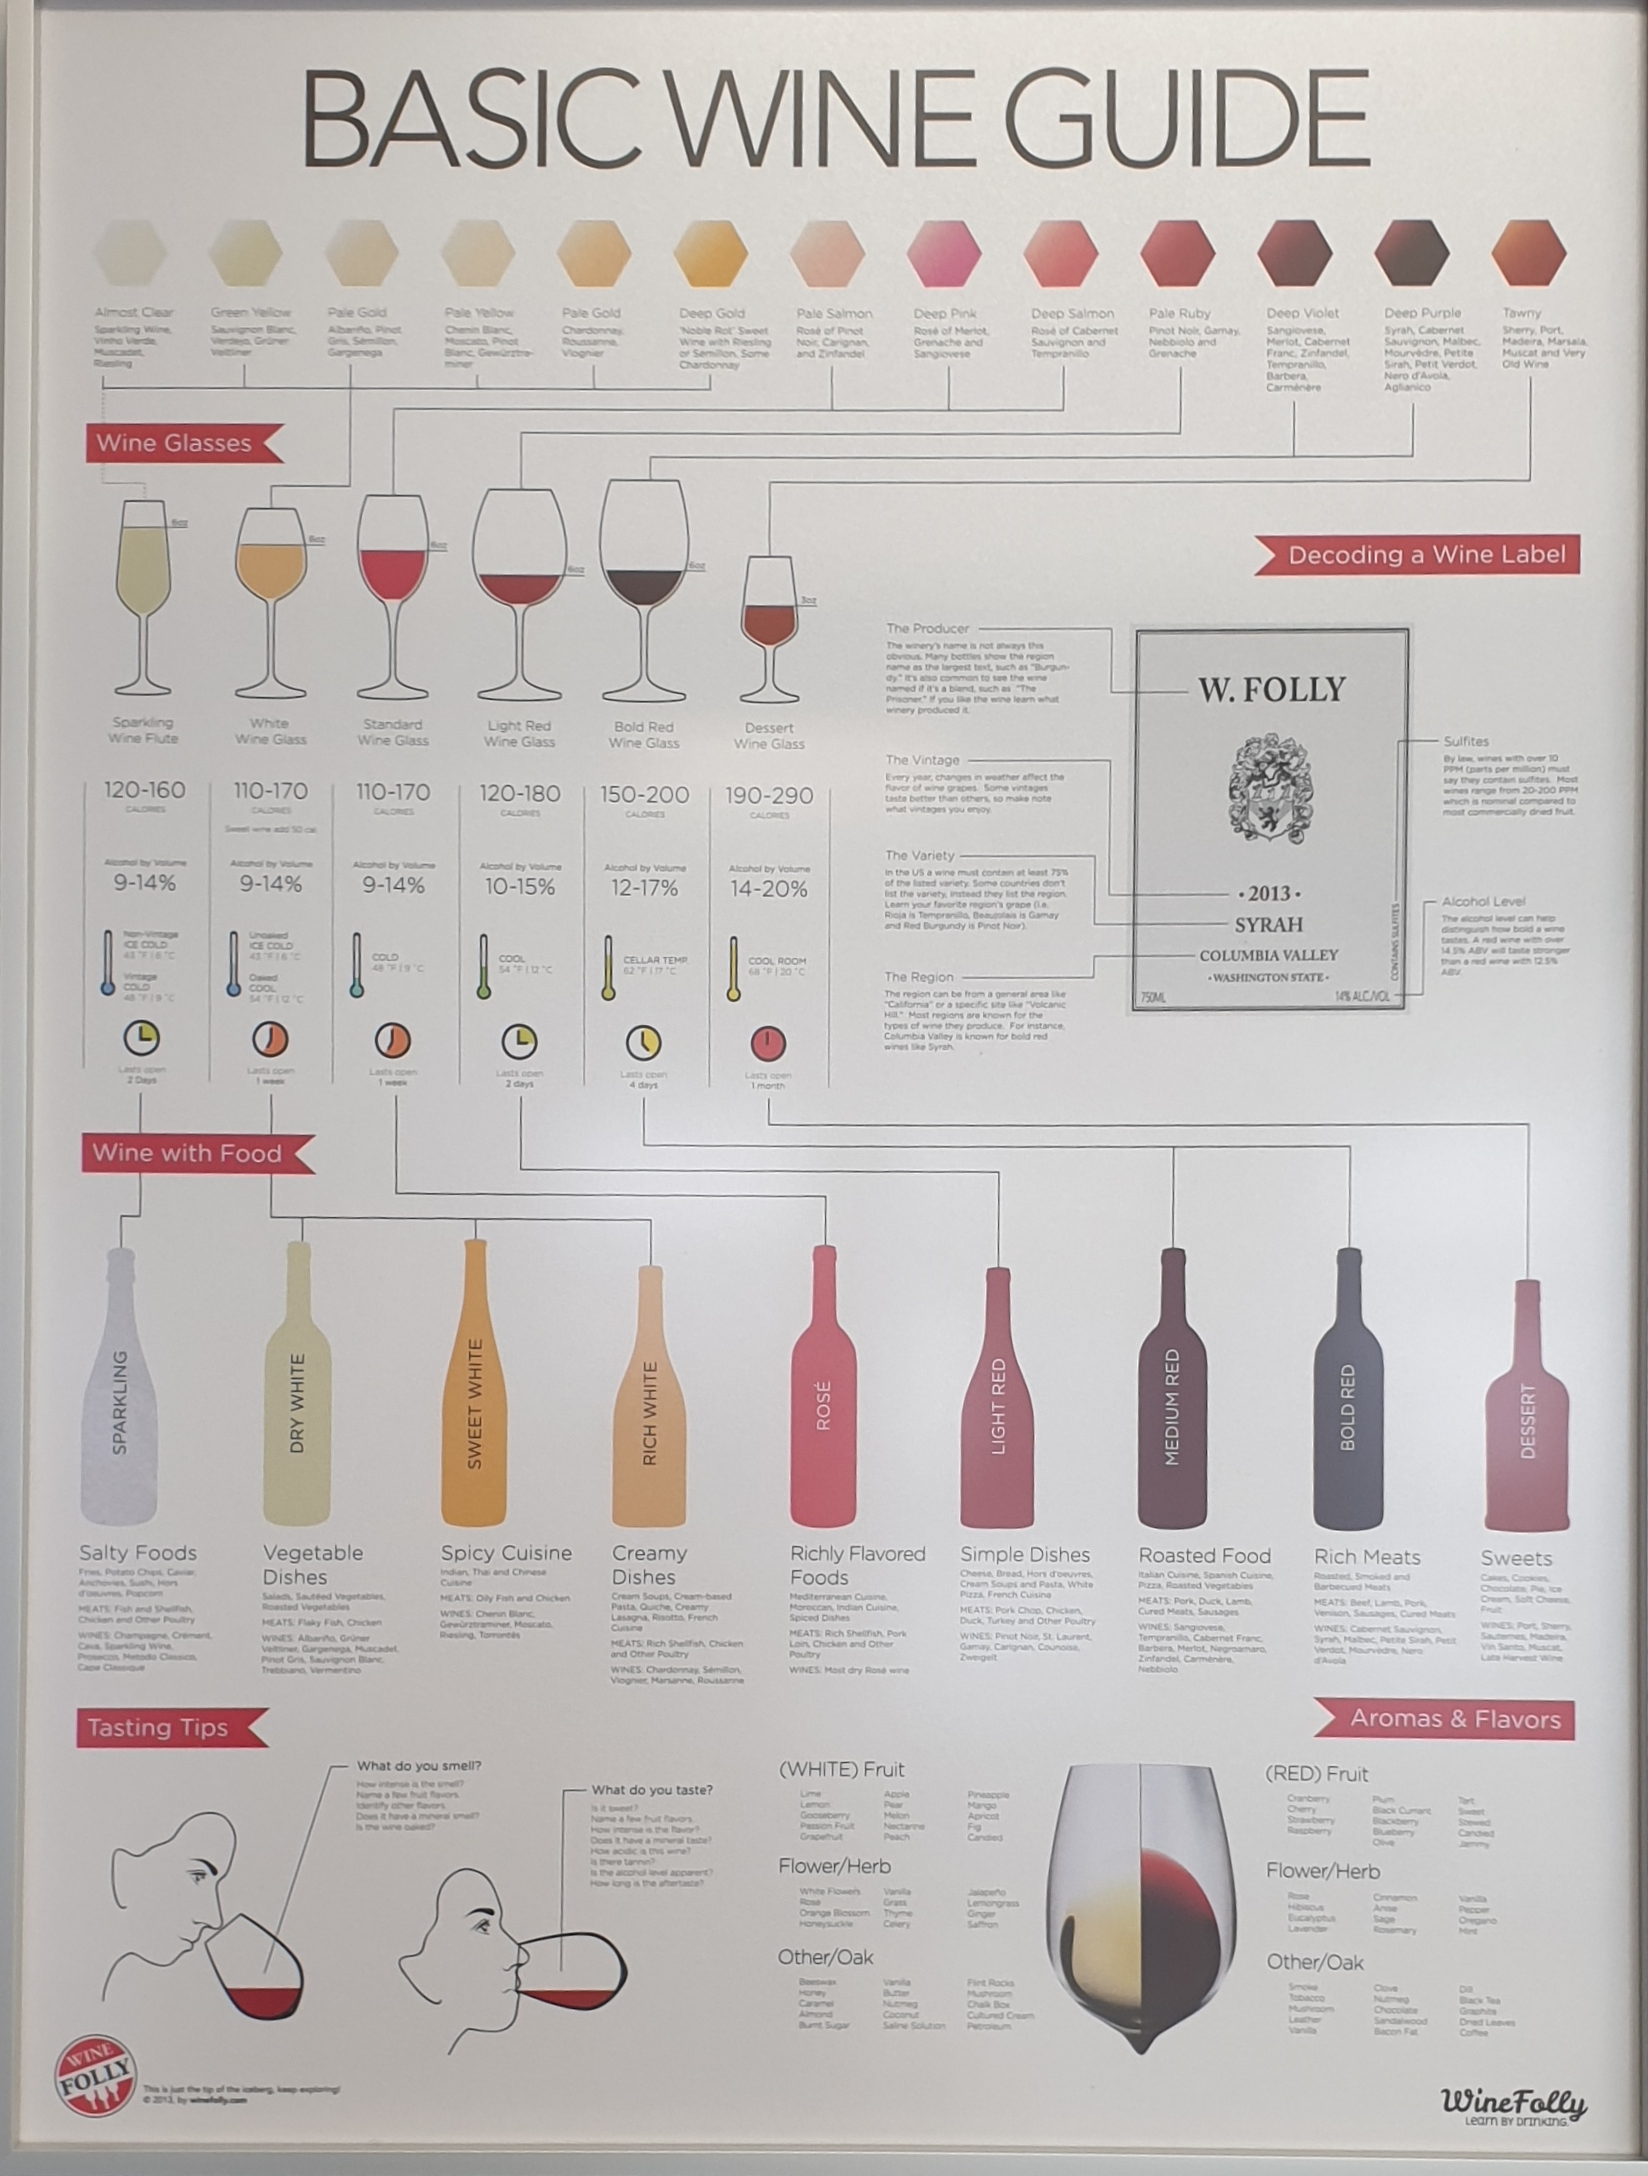 BASIC WINE GUIDE
Almost Clear
Sparkling Wine,
Vinho Verde,
Muscadet,
Riesling
Green Yellow
Sauvignon Blanc,
Verdejo, Grüner
Veltliner
Pale Gold
Albariño, Pinot
Gris, Sémillon,
Garganega
Pale Yellow
Chenin Blanc,
Moscato, Pinot
Blanc, Gewürztra-
miner
Pale Gold
Chardonnay,
Roussanne,
Viognier
Deep Gold
"Noble Rot" Sweet
Wine with Riesling
or Sémillon, Some
Chardonnay
Pale Salmon
Rosé of Pinot
Noir, Carignan,
and Zinfandel
Deep Pink
Rosé of Merlot,
Grenache and
Sangiovese
Deep Salmon
Rosé of Cabernet
Sauvignon and
Tempranillo
Pale Ruby
Pinot Noir, Gamay,
Nebbiolo and
Grenache
Deep Violet
Sangiovese,
Merlot, Cabernet
Franc, Zinfandel,
Tempranillo,
Barbera,
Carménère
Deep Purple
Syrah, Cabernet
Sauvignon, Malbec,
Mourvèdre, Petite
Sirah, Petit Verdot,
Nero d'Avola,
Aglianico
Tawny
Sherry, Port,
Madeira, Marsala,
Muscat and Very
Old Wine
Wine Glasses
6oz
6oz
6oz
6oz
6oz
3oz
Sparkling
Wine Flute
White
Wine Glass
Standard
Wine Glass
Light Red
Wine Glass
Bold Red
Wine Glass
Dessert
Wine Glass
120-160
CALORIES
110-170
CALORIES
Sweet wine add 50 cal
110-170
CALORIES
120-180
CALORIES
150-200
CALORIES
190-290
CALORIES
Alcohol by Volume
9-14%
Alcohol by Volume
9-14%
Alcohol by Volume
9-14%
Alcohol by Volume
10-15%
Alcohol by Volume
12-17%
Alcohol by Volume
14-20%
Non-Vintage
ICE COLD
43 °F | 6 °C
Vintage
COLD
48 °F | 9 °C
Unoaked
ICE COLD
43 °F | 6 °C
Oaked
COOL
54 °F | 12 °C
COLD
48 °F | 9 °C
COOL
54 °F | 12 °C
CELLAR TEMP.
62 °F | 17 °C
COOL ROOM
68 °F | 20 °C
Lasts open
2 Days
Lasts open
1 week
Lasts open
1 week
Lasts open
2 days
Lasts open
4 days
Lasts open
1 month
Decoding a Wine Label
The Producer
The winery's name is not always this
obvious. Many bottles show the region
name as the largest text, such as "Burgun-
dy." It's also common to see the wine
named if it's a blend, such as "The
Prisoner." If you like the wine learn what
winery produced it.
The Vintage
Every year, changes in weather affect the
flavor of wine grapes. Some vintages
taste better than others, so make note
what vintages you enjoy.
The Variety
In the US a wine must contain at least 75%
of the listed variety. Some countries don't
list the variety, instead they list the region.
Learn your favorite region's grape (i.e.
Rioja is Tempranillo, Beaujolais is Gamay
and Red Burgundy is Pinot Noir).
The Region
The region can be from a general area like
"California" or a specific site like "Volcanic
Hill." Most regions are known for the
types of wine they produce. For instance,
Columbia Valley is known for bold red
wines like Syrah.
W. FOLLY
• 2013 •
SYRAH
COLUMBIA VALLEY
• WASHINGTON STATE •
750ML
14% ALC./VOL
CONTAINS SULFITES
Sulfites
By law, wines with over 10
PPM (parts per million) must
say they contain sulfites. Most
wines range from 20-200 PPM
which is nominal compared to
most commercially dried fruit.
Alcohol Level
The alcohol level can help
distinguish how bold a wine
tastes. A red wine with over
14.5% ABV will taste stronger
than a red wine with 12.5%
ABV.
Wine with Food
SPARKLING
DRY WHITE
SWEET WHITE
RICH WHITE
ROSÉ
LIGHT RED
MEDIUM RED
BOLD RED
DESSERT
Salty Foods
Fries, Potato Chips, Caviar,
Anchovies, Sushi, Hors
d'oeuvres, Popcorn
MEATS: Fish and Shellfish,
Chicken and Other Poultry
WINES: Champagne, Crémant,
Cava, Sparkling Wine,
Prosecco, Metodo Classico,
Cape Classique
Vegetable
Dishes
Salads, Sautéed Vegetables,
Roasted Vegetables
MEATS: Flaky Fish, Chicken
WINES: Albariño, Grüner
Veltliner, Garganega, Muscadet,
Pinot Gris, Sauvignon Blanc,
Trebbiano, Vermentino
Spicy Cuisine
Indian, Thai and Chinese
Cuisine
MEATS: Oily Fish and Chicken
WINES: Chenin Blanc,
Gewürztraminer, Moscato,
Riesling, Torrontés
Creamy
Dishes
Cream Soups, Cream-based
Pasta, Quiche, Creamy
Lasagna, Risotto, French
Cuisine
MEATS: Rich Shellfish, Chicken
and Other Poultry
WINES: Chardonnay, Sémillon,
Viognier, Marsanne, Roussanne
Richly Flavored
Foods
Mediterranean Cuisine,
Moroccan, Indian Cuisine,
Spiced Dishes
MEATS: Rich Shellfish, Pork
Loin, Chicken and Other
Poultry
WINES: Most dry Rosé wine
Simple Dishes
Cheese, Bread, Hors d'oeuvres,
Cream Soups and Pasta, White
Pizza, French Cuisine
MEATS: Pork Chop, Chicken,
Duck, Turkey and Other Poultry
WINES: Pinot Noir, St. Laurent,
Gamay, Carignan, Counoise,
Zweigelt
Roasted Food
Italian Cuisine, Spanish Cuisine,
Pizza, Roasted Vegetables
MEATS: Pork, Duck, Lamb,
Cured Meats, Sausages
WINES: Sangiovese,
Tempranillo, Cabernet Franc,
Barbera, Merlot, Negroamaro,
Zinfandel, Carménère,
Nebbiolo
Rich Meats
Roasted, Smoked and
Barbecued Meats
MEATS: Beef, Lamb, Pork,
Venison, Sausages, Cured Meats
WINES: Cabernet Sauvignon,
Syrah, Malbec, Petite Sirah, Petit
Verdot, Mourvèdre, Nero
d'Avola
Sweets
Cakes, Cookies,
Chocolate, Pie, Ice
Cream, Soft Cheese,
Fruit
WINES: Port, Sherry,
Sauternes, Madeira,
Vin Santo, Muscat,
Late Harvest Wine
Tasting Tips
What do you smell?
How intense is the smell?
Name a few fruit flavors.
Identify other flavors.
Does it have a mineral smell?
Is the wine oaked?
What do you taste?
Is it sweet?
Name a few fruit flavors.
How intense is the flavor?
Does it have a mineral taste?
How acidic is this wine?
Is there tannin?
Is the alcohol level apparent?
How long is the aftertaste?
Aromas & Flavors
(WHITE) Fruit
Lime
Lemon
Gooseberry
Passion Fruit
Grapefruit
Apple
Pear
Melon
Nectarine
Peach
Pineapple
Mango
Apricot
Fig
Candied
Flower/Herb
White Flowers
Rose
Orange Blossom
Honeysuckle
Vanilla
Grass
Thyme
Celery
Jalapeño
Lemongrass
Ginger
Saffron
Other/Oak
Beeswax
Honey
Caramel
Almond
Burnt Sugar
Vanilla
Butter
Nutmeg
Coconut
Saline Solution
Flint Rocks
Mushroom
Chalk Box
Cultured Cream
Petroleum
(RED) Fruit
Cranberry
Cherry
Strawberry
Raspberry
Plum
Black Currant
Blackberry
Blueberry
Olive
Tart
Sweet
Stewed
Candied
Jammy
Flower/Herb
Rose
Hibiscus
Eucalyptus
Lavender
Cinnamon
Anise
Sage
Rosemary
Vanilla
Pepper
Oregano
Mint
Other/Oak
Smoke
Tobacco
Mushroom
Leather
Vanilla
Clove
Nutmeg
Chocolate
Sandalwood
Bacon Fat
Dill
Black Tea
Graphite
Dried Leaves
Coffee
WINE
FOLLY
This is just the tip of the iceberg, keep exploring!
© 2013, by winefolly.com
WineFolly
Learn BY DRINKING.